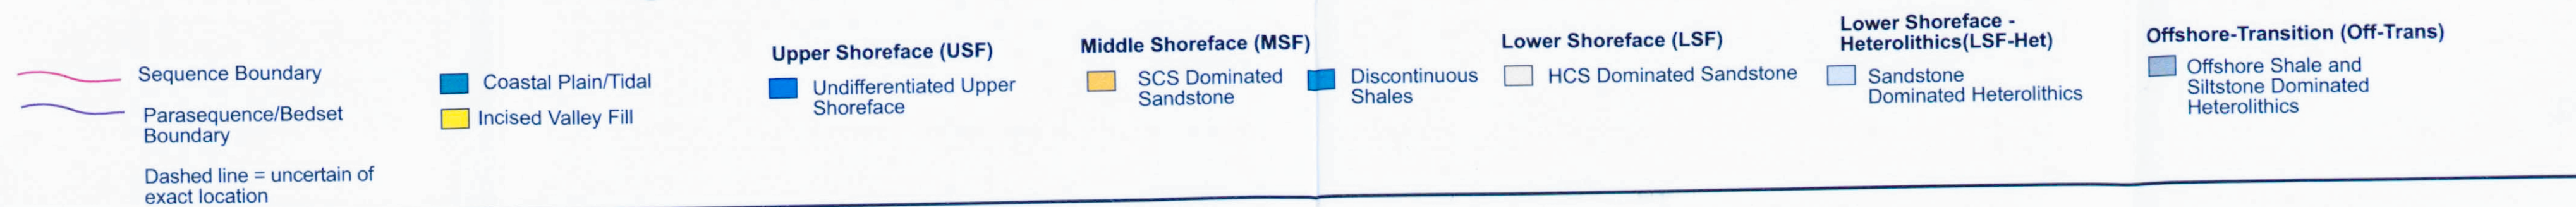 Sequence Boundary
Parasequence/Bedset
Boundary
Dashed line = uncertain of
exact location
Coastal Plain/Tidal
Incised Valley Fill
Upper Shoreface (USF)
Undifferentiated Upper
Shoreface
Middle Shoreface (MSF)
SCS Dominated
Sandstone
Discontinuous
Shales
Lower Shoreface (LSF)
HCS Dominated Sandstone
Lower Shoreface -
Heterolithics(LSF-Het)
Sandstone
Dominated Heterolithics
Offshore-Transition (Off-Trans)
Offshore Shale and
Siltstone Dominated
Heterolithics